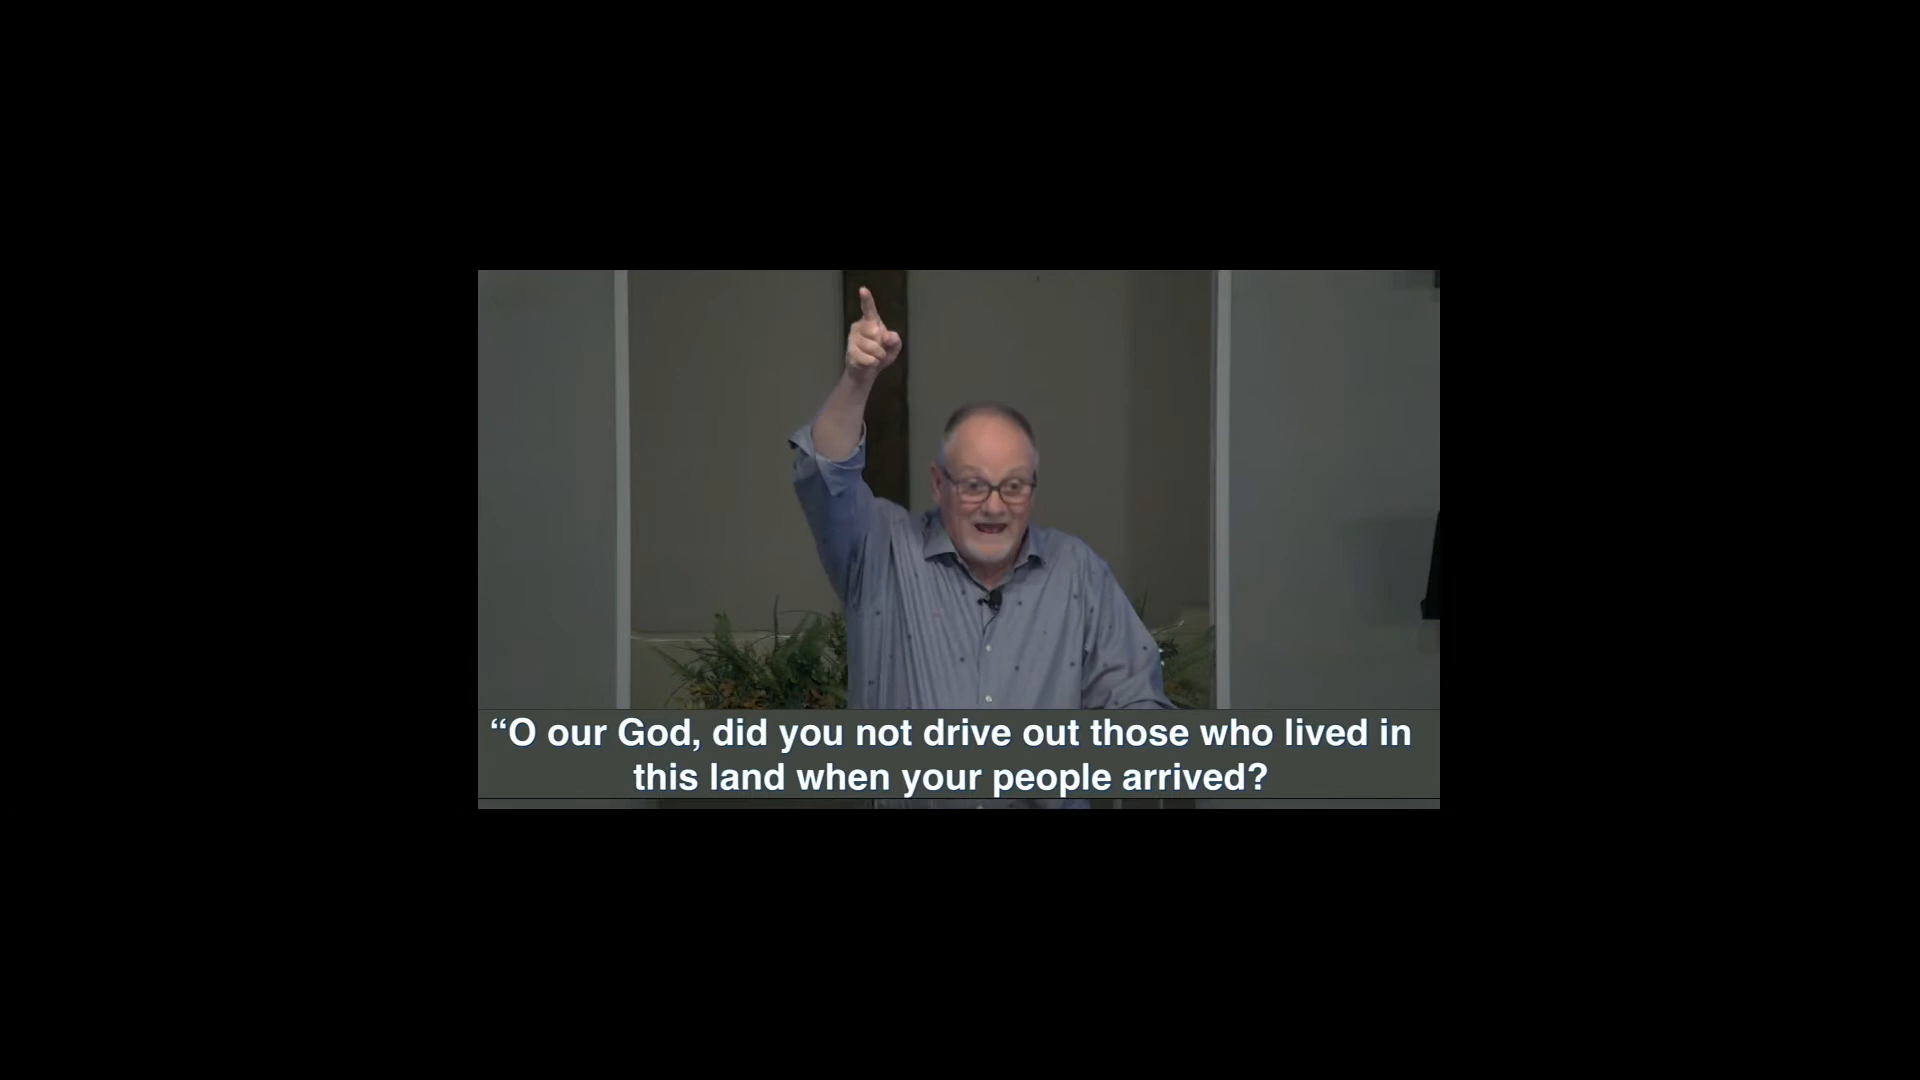 “O our God, did you not drive out those who lived in
this land when your people arrived?